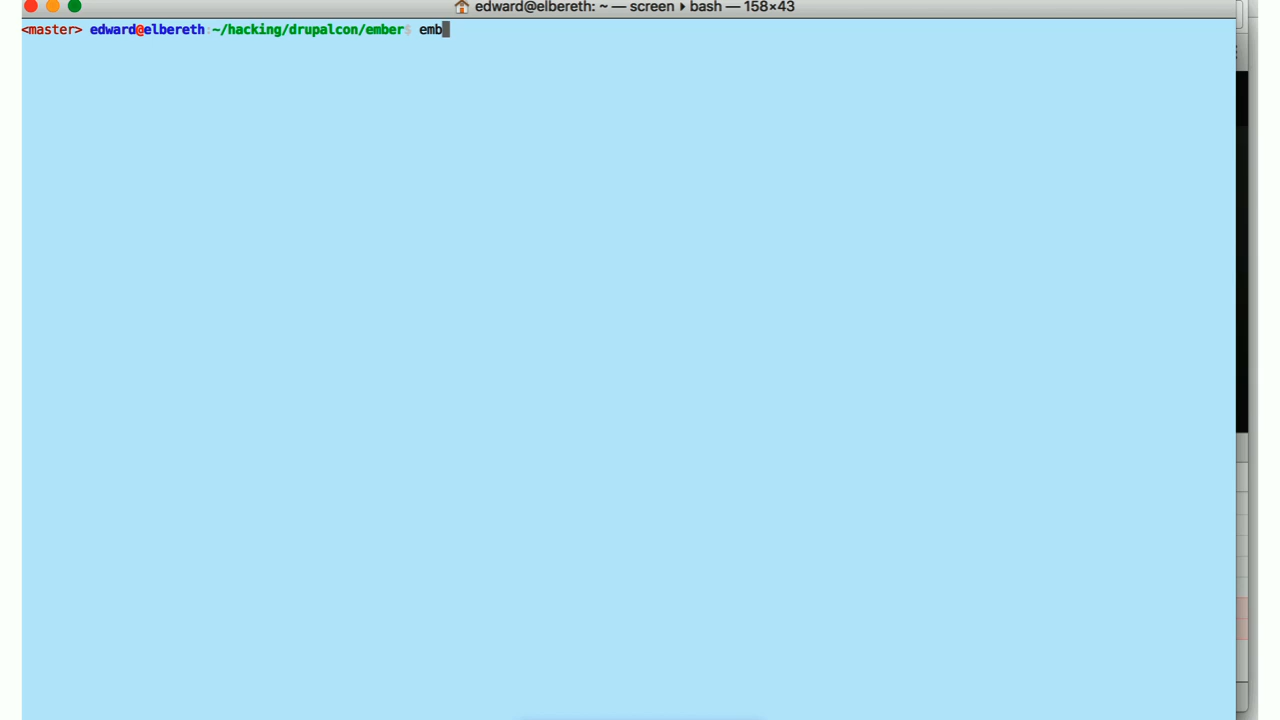 edward@elbereth: ~ — screen ▸ bash — 158×43
<master> edward@elbereth:~/hacking/drupalcon/ember$ emb